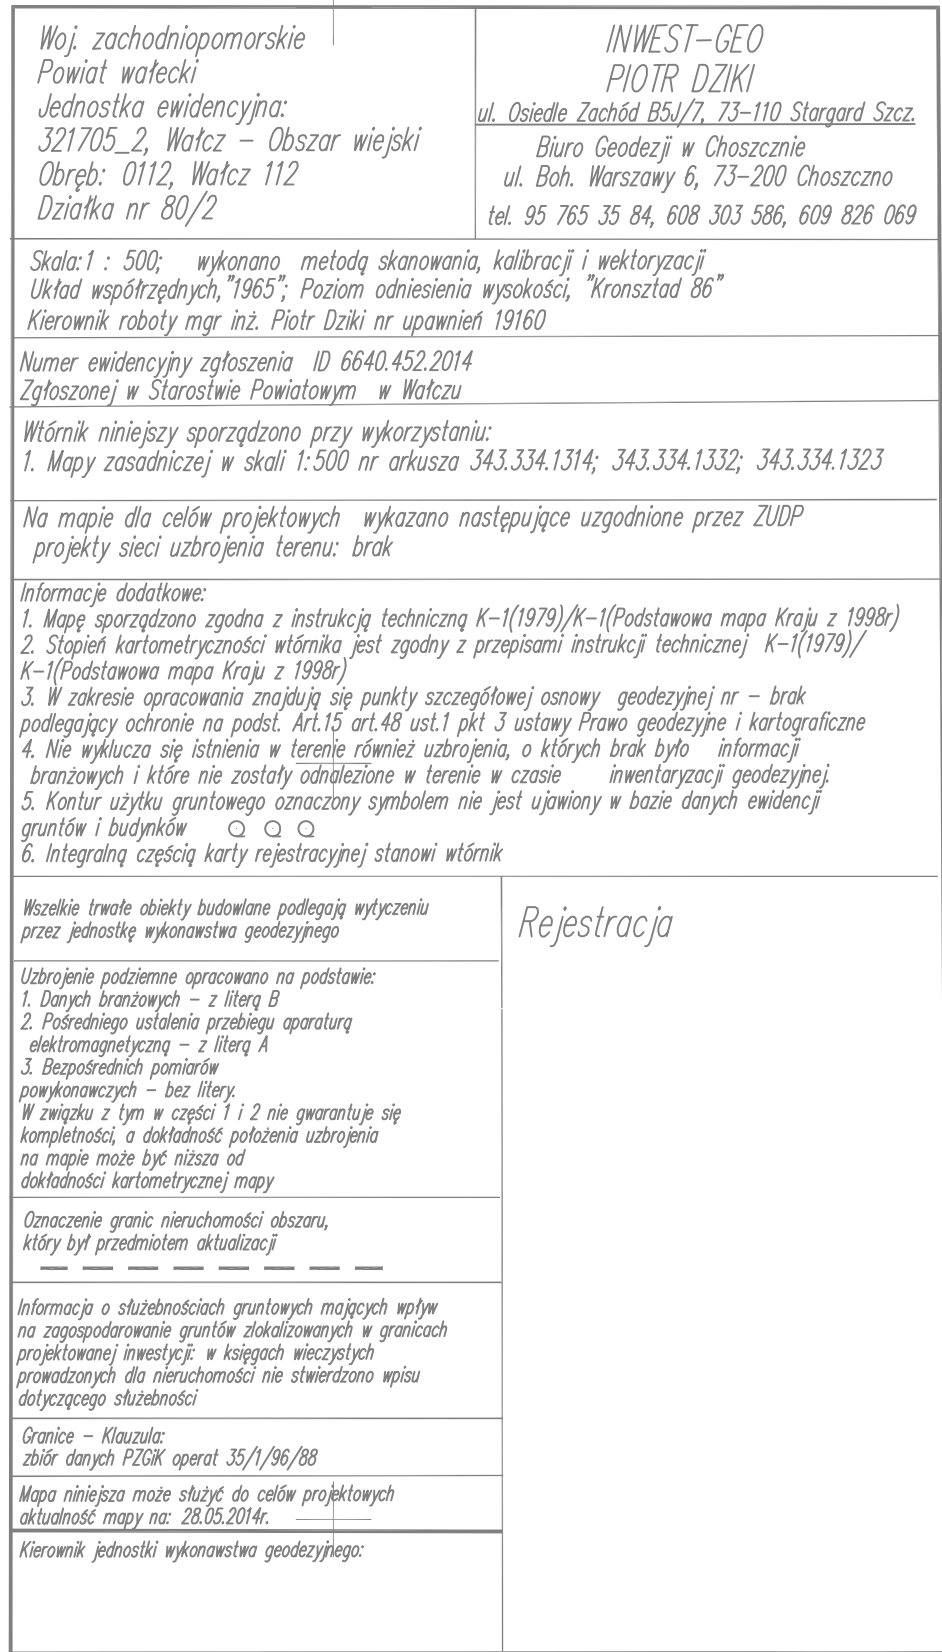 Woj. zachodniopomorskie
Powiat wałecki
Jednostka ewidencyjna:
321705_2, Wałcz – Obszar wiejski
Obręb: 0112, Wałcz 112
Działka nr 80/2
INWEST–GEO
PIOTR DZIKI
ul. Osiedle Zachód B5J/7, 73–110 Stargard Szcz.
Biuro Geodezji w Choszcznie
ul. Boh. Warszawy 6, 73–200 Choszczno
tel. 95 765 35 84, 608 303 586, 609 826 069
Skala:1 : 500; wykonano metodą skanowania, kalibracji i wektoryzacji
Układ współrzędnych,"1965"; Poziom odniesienia wysokości, "Kronsztad 86"
Kierownik roboty mgr inż. Piotr Dziki nr upawnień 19160
Numer ewidencyjny zgłoszenia ID 6640.452.2014
Zgłoszonej w Starostwie Powiatowym w Wałczu
Wtórnik niniejszy sporządzono przy wykorzystaniu:
1. Mapy zasadniczej w skali 1:500 nr arkusza 343.334.1314; 343.334.1332; 343.334.1323
Na mapie dla celów projektowych wykazano następujące uzgodnione przez ZUDP
projekty sieci uzbrojenia terenu: brak
Informacje dodatkowe:
1. Mapę sporządzono zgodna z instrukcją techniczną K–1(1979)/K–1(Podstawowa mapa Kraju z 1998r)
2. Stopień kartometryczności wtórnika jest zgodny z przepisami instrukcji technicznej K–1(1979)/
K–1(Podstawowa mapa Kraju z 1998r)
3. W zakresie opracowania znajdują się punkty szczegółowej osnowy geodezyjnej nr – brak
podlegający ochronie na podst. Art.15 art.48 ust.1 pkt 3 ustawy Prawo geodezyjne i kartograficzne
4. Nie wyklucza się istnienia w terenie również uzbrojenia, o których brak było informacji
branżowych i które nie zostały odnalezione w terenie w czasie inwentaryzacji geodezyjnej.
5. Kontur użytku gruntowego oznaczony symbolem nie jest ujawiony w bazie danych ewidencji
gruntów i budynków
6. Integralną częścią karty rejestracyjnej stanowi wtórnik
Wszelkie trwałe obiekty budowlane podlegają wytyczeniu
przez jednostkę wykonawstwa geodezyjnego
Rejestracja
Uzbrojenie podziemne opracowano na podstawie:
1. Danych branżowych – z literą B
2. Pośredniego ustalenia przebiegu aparaturą
elektromagnetyczną – z literą A
3. Bezpośrednich pomiarów
powykonawczych – bez litery.
W związku z tym w części 1 i 2 nie gwarantuje się
kompletności, a dokładność położenia uzbrojenia
na mapie może być niższa od
dokładności kartometrycznej mapy
Oznaczenie granic nieruchomości obszaru,
który był przedmiotem aktualizacji
Informacja o służebnościach gruntowych mających wpływ
na zagospodarowanie gruntów zlokalizowanych w granicach
projektowanej inwestycji: w księgach wieczystych
prowadzonych dla nieruchomości nie stwierdzono wpisu
dotyczącego służebności
Granice – Klauzula:
zbiór danych PZGiK operat 35/1/96/88
Mapa niniejsza może służyć do celów projektowych
aktualność mapy na: 28.05.2014r.
Kierownik jednostki wykonawstwa geodezyjnego: